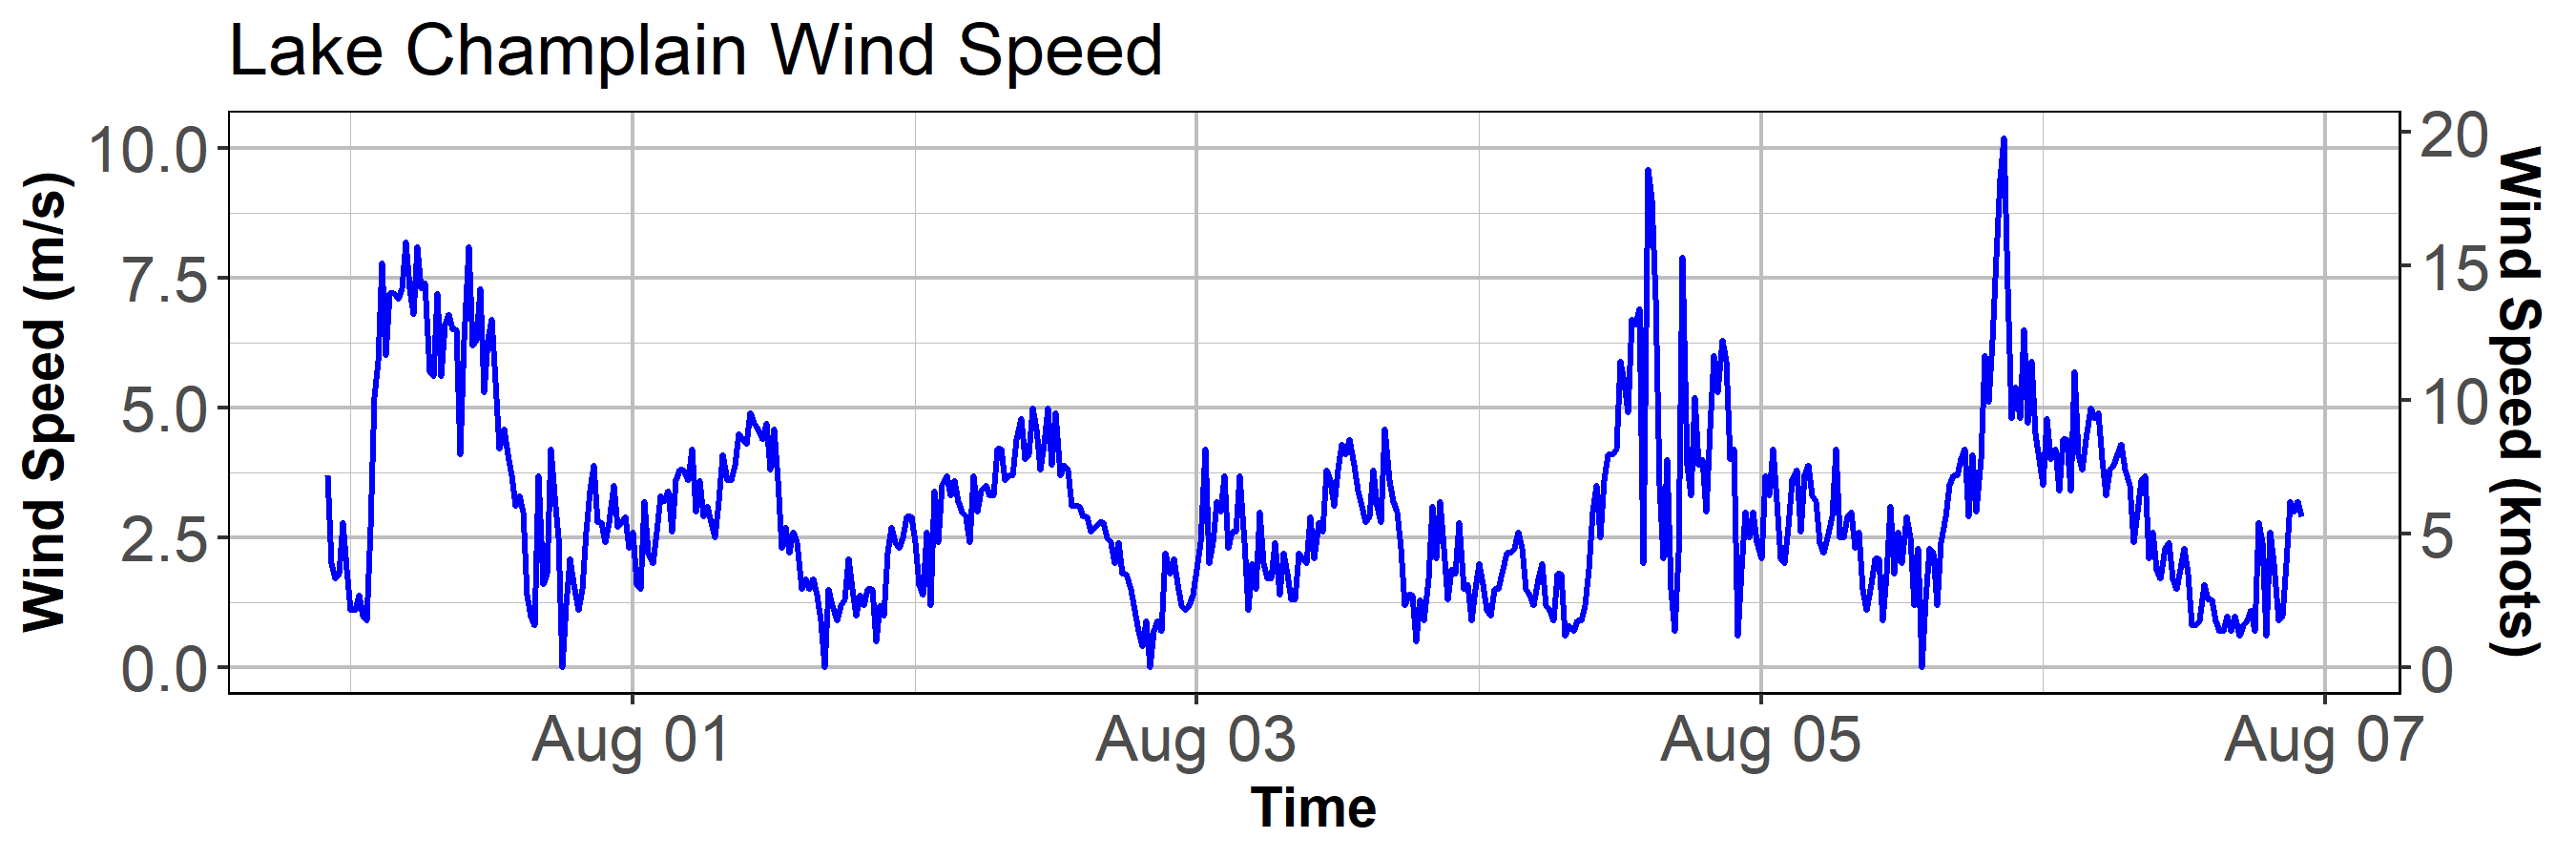 Lake Champlain Wind Speed
Wind Speed (m/s)
10.0
7.5
5.0
2.5
0.0
20
15
10
5
0
Wind Speed (knots)
Aug 01
Aug 03
Aug 05
Aug 07
Time